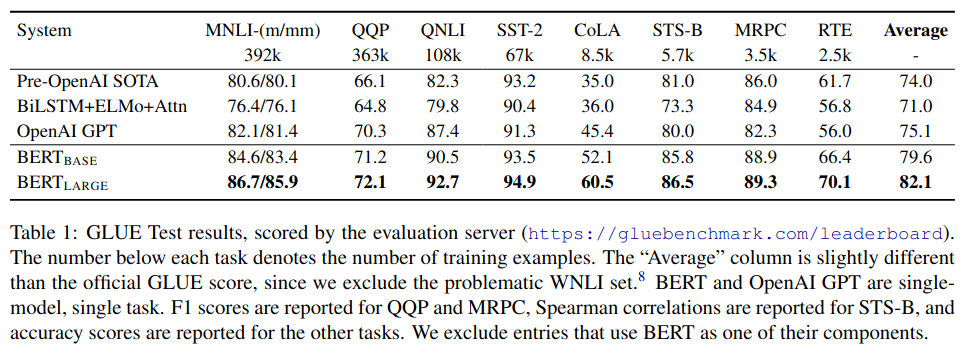 System MNLI-(m/mm) QQP QNLI SST-2 CoLA STS-B MRPC RTE Average
392k 363k 108k 67k 8.5k 5.7k 3.5k 2.5k -
Pre-OpenAI SOTA 80.6/80.1 66.1 82.3 93.2 35.0 81.0 86.0 61.7 74.0
BiLSTM+ELMo+Attn 76.4/76.1 64.8 79.8 90.4 36.0 73.3 84.9 56.8 71.0
OpenAI GPT 82.1/81.4 70.3 87.4 91.3 45.4 80.0 82.3 56.0 75.1
BERTBASE 84.6/83.4 71.2 90.5 93.5 52.1 85.8 88.9 66.4 79.6
BERTLARGE 86.7/85.9 72.1 92.7 94.9 60.5 86.5 89.3 70.1 82.1
Table 1: GLUE Test results, scored by the evaluation server (https://gluebenchmark.com/leaderboard).
The number below each task denotes the number of training examples. The “Average” column is slightly different
than the official GLUE score, since we exclude the problematic WNLI set.8 BERT and OpenAI GPT are single-
model, single task. F1 scores are reported for QQP and MRPC, Spearman correlations are reported for STS-B, and
accuracy scores are reported for the other tasks. We exclude entries that use BERT as one of their components.